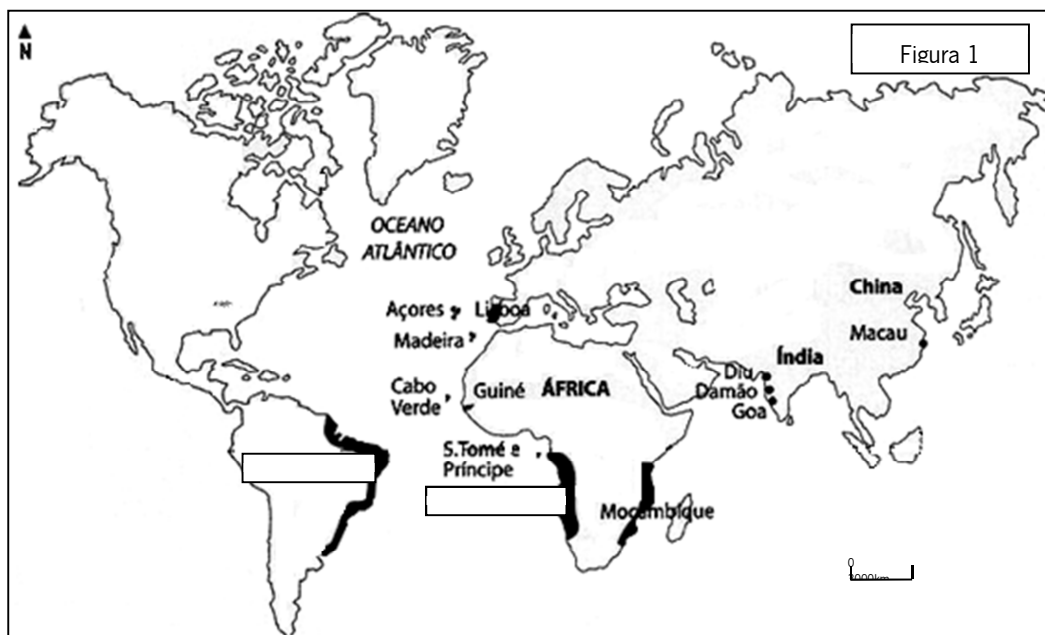 N
Figura 1
OCEANO
ATLÂNTICO
Açores
Lisboa
Madeira
China
Macau
Índia
Diu
Damão
Goa
Cabo
Verde
Guiné
ÁFRICA
S.Tomé e
Príncipe
Moçambique
0